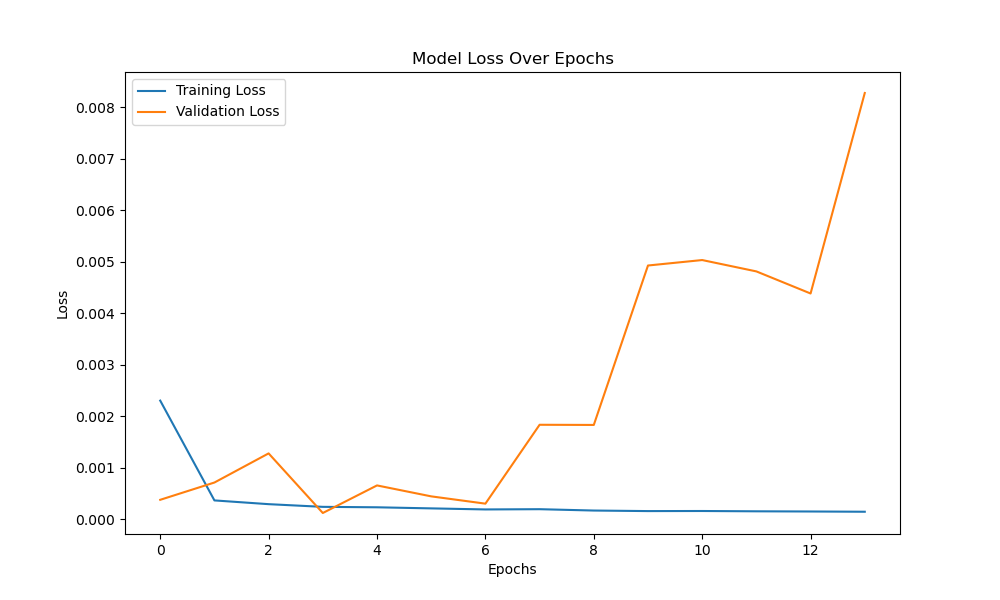 Model Loss Over Epochs
Training Loss
Validation Loss
0.008
0.007
0.006
0.005
0.004
0.003
0.002
0.001
0.000
Loss
0 2 4 6 8 10 12
Epochs